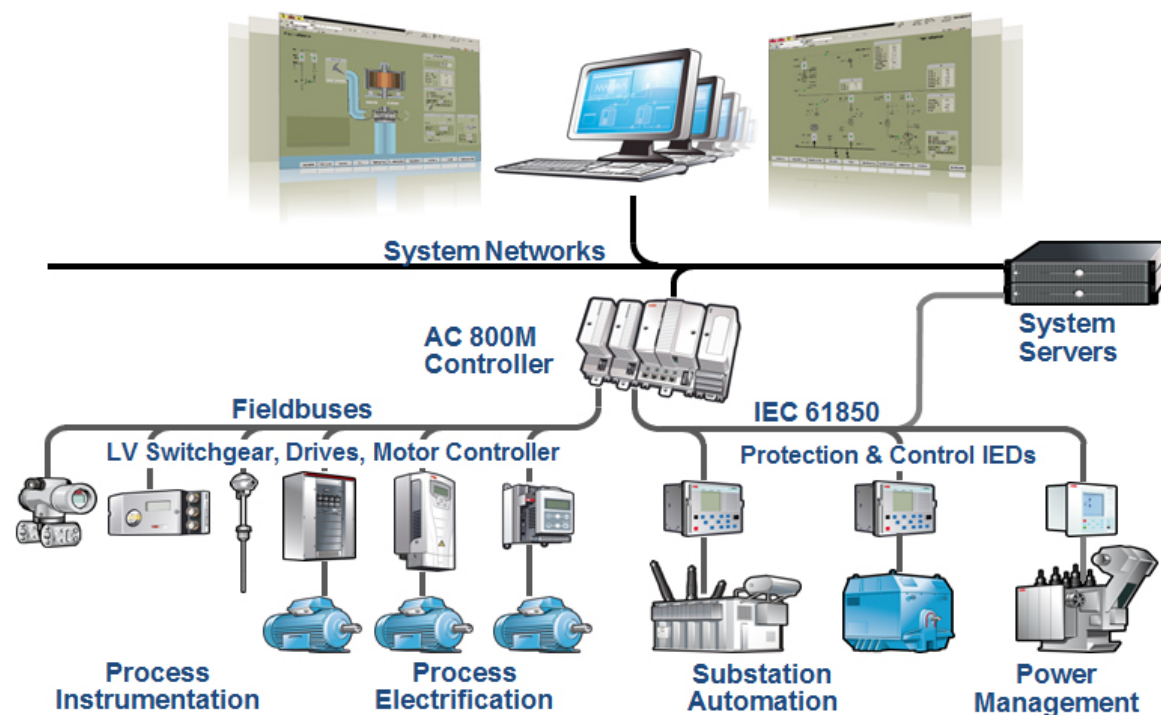 System Networks
AC 800M
Controller
System
Servers
Fieldbuses
IEC 61850
LV Switchgear, Drives, Motor Controller
Protection & Control IEDs
Process
Instrumentation
Process
Electrification
Substation
Automation
Power
Management